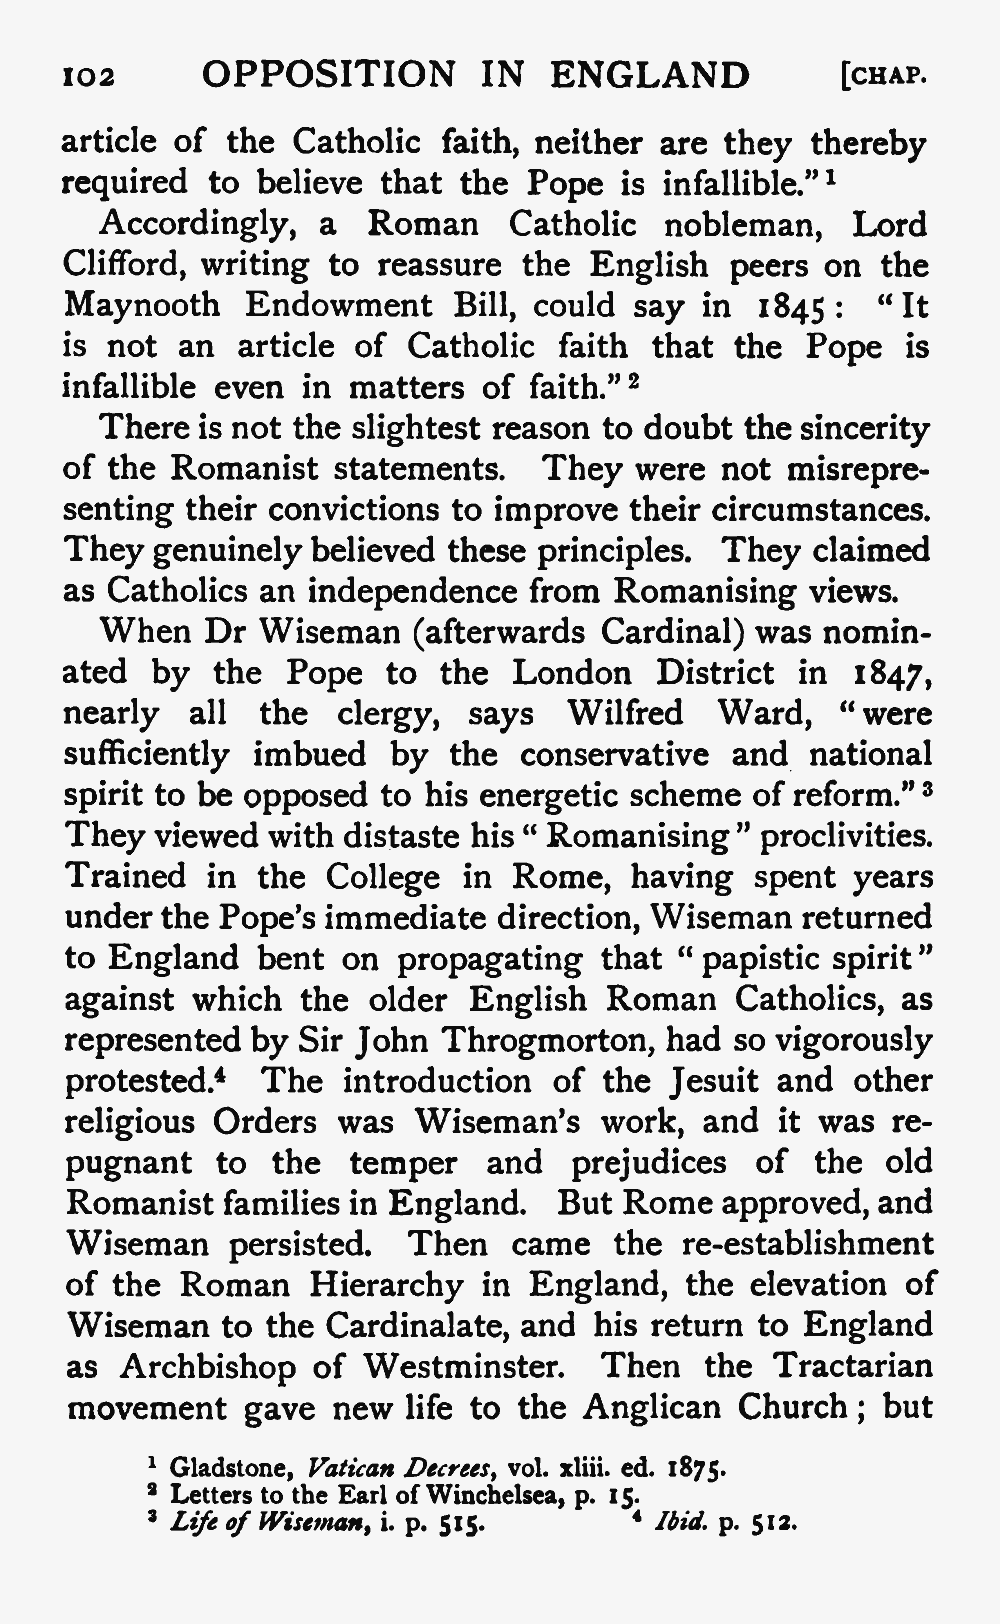 102 OPPOSITION IN ENGLAND [CHAP.
article of the Catholic faith, neither are they thereby
required to believe that the Pope is infallible.” ¹
Accordingly, a Roman Catholic nobleman, Lord
Clifford, writing to reassure the English peers on the
Maynooth Endowment Bill, could say in 1845 : “ It
is not an article of Catholic faith that the Pope is
infallible even in matters of faith.” ²
There is not the slightest reason to doubt the sincerity
of the Romanist statements. They were not misrepre-
senting their convictions to improve their circumstances.
They genuinely believed these principles. They claimed
as Catholics an independence from Romanising views.
When Dr Wiseman (afterwards Cardinal) was nomin-
ated by the Pope to the London District in 1847,
nearly all the clergy, says Wilfred Ward, “ were
sufficiently imbued by the conservative and national
spirit to be opposed to his energetic scheme of reform.” ³
They viewed with distaste his “ Romanising ” proclivities.
Trained in the College in Rome, having spent years
under the Pope’s immediate direction, Wiseman returned
to England bent on propagating that “ papistic spirit ”
against which the older English Roman Catholics, as
represented by Sir John Throgmorton, had so vigorously
protested.⁴ The introduction of the Jesuit and other
religious Orders was Wiseman’s work, and it was re-
pugnant to the temper and prejudices of the old
Romanist families in England. But Rome approved, and
Wiseman persisted. Then came the re-establishment
of the Roman Hierarchy in England, the elevation of
Wiseman to the Cardinalate, and his return to England
as Archbishop of Westminster. Then the Tractarian
movement gave new life to the Anglican Church ; but
¹ Gladstone, Vatican Decrees, vol. xliii. ed. 1875.
² Letters to the Earl of Winchelsea, p. 15.
³ Life of Wiseman, i. p. 515. ⁴ Ibid. p. 512.